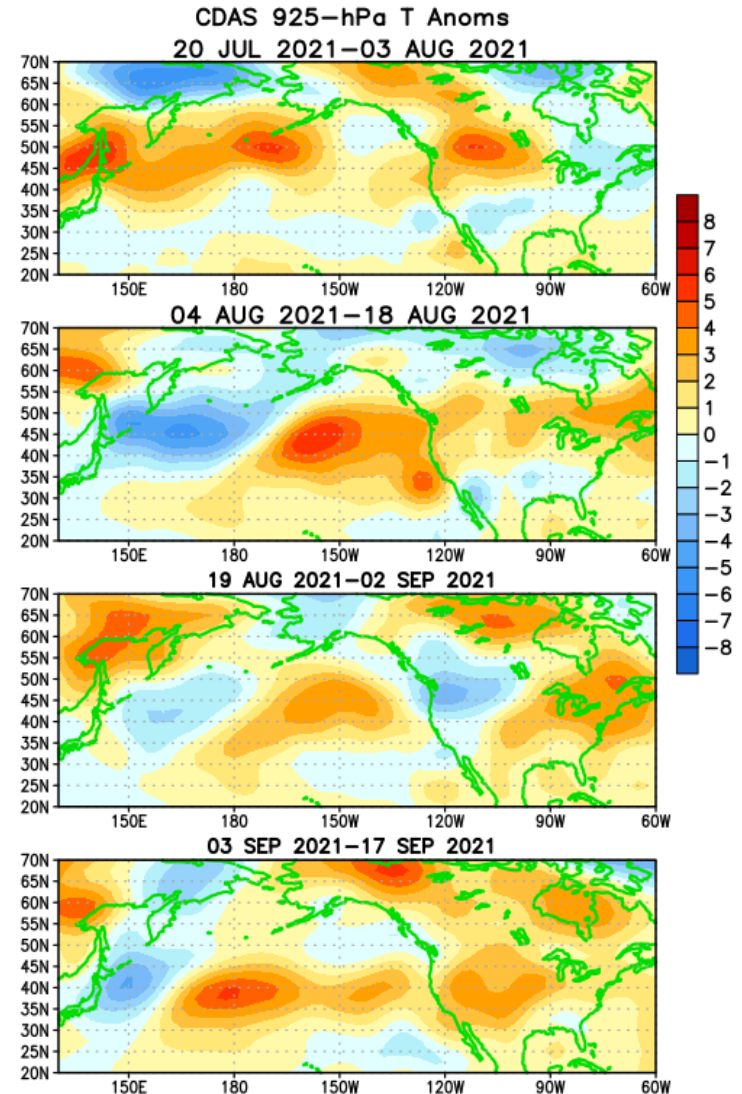 CDAS 925-hPa T Anoms
20 JUL 2021-03 AUG 2021
70N
65N
60N
55N
50N
45N
40N
35N
30N
25N
20N
150E 180 150W 120W 90W 60W
04 AUG 2021-18 AUG 2021
70N
65N
60N
55N
50N
45N
40N
35N
30N
25N
20N
150E 180 150W 120W 90W 60W
19 AUG 2021-02 SEP 2021
70N
65N
60N
55N
50N
45N
40N
35N
30N
25N
20N
150E 180 150W 120W 90W 60W
03 SEP 2021-17 SEP 2021
70N
65N
60N
55N
50N
45N
40N
35N
30N
25N
20N
150E 180 150W 120W 90W 60W
8
7
6
5
4
3
2
1
0
-1
-2
-3
-4
-5
-6
-7
-8